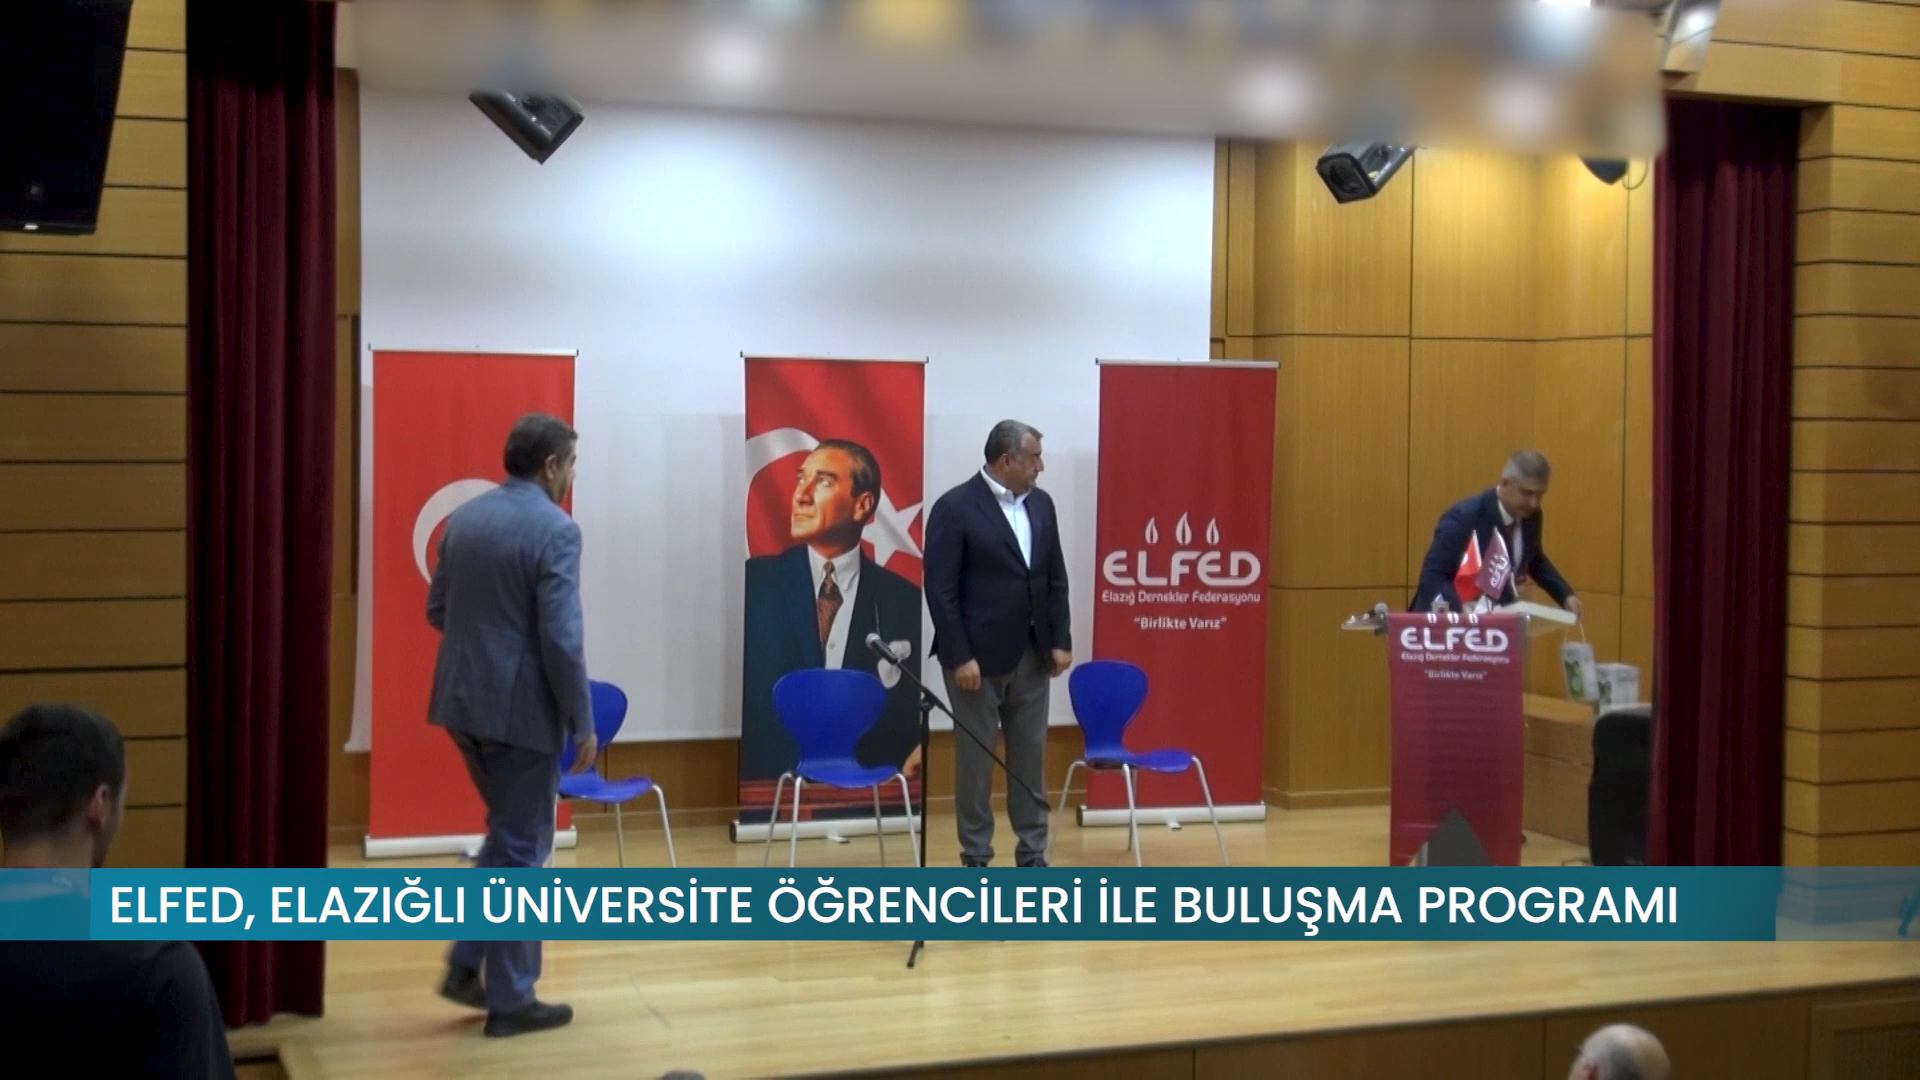 ELFED
Elazığ Dernekler Federasyonu
"Birlikte Varız"
ELFED
Elazığ Dernekler Federasyonu
"Birlikte Varız"
ELFED, ELAZIĞLI ÜNİVERSİTE ÖĞRENCİLERİ İLE BULUŞMA PROGRAMI